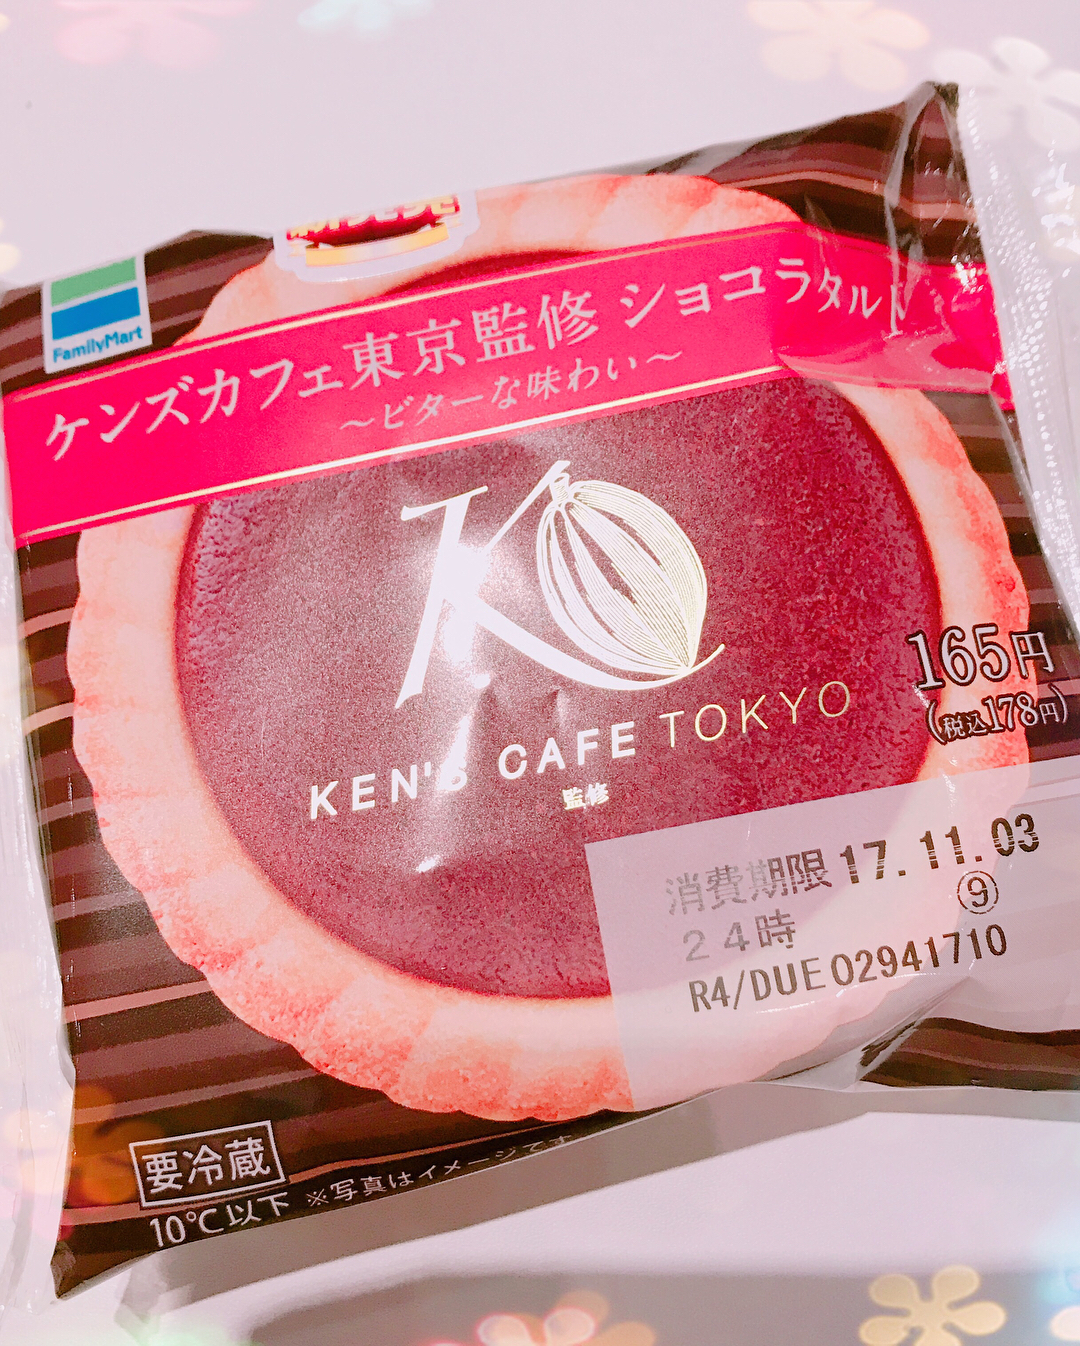 新発売
FamilyMart
ケンズカフェ東京監修 ショコラタルト
〜ビターな味わい〜
KEN'S CAFE TOKYO
監修
165円
(税込178円)
消費期限 17.11.03
24時 ⑨
R4/DUE 02941710
要冷蔵
10℃以下 ※写真はイメージです